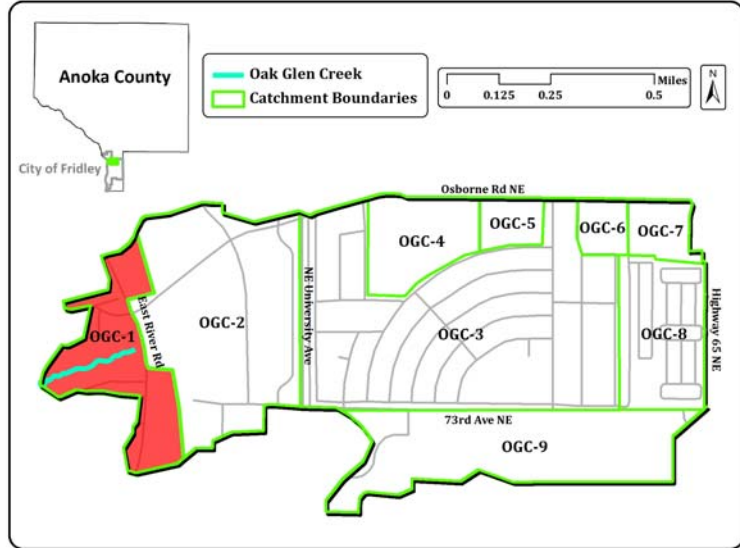 Anoka County
City of Fridley
Oak Glen Creek
Catchment Boundaries
Miles
0 0.125 0.25 0.5
N
Osborne Rd NE
OGC-4
OGC-5
OGC-6
OGC-7
East River Rd
OGC-1
OGC-2
NE University Ave
OGC-3
OGC-8
Highway 65 NE
73rd Ave NE
OGC-9